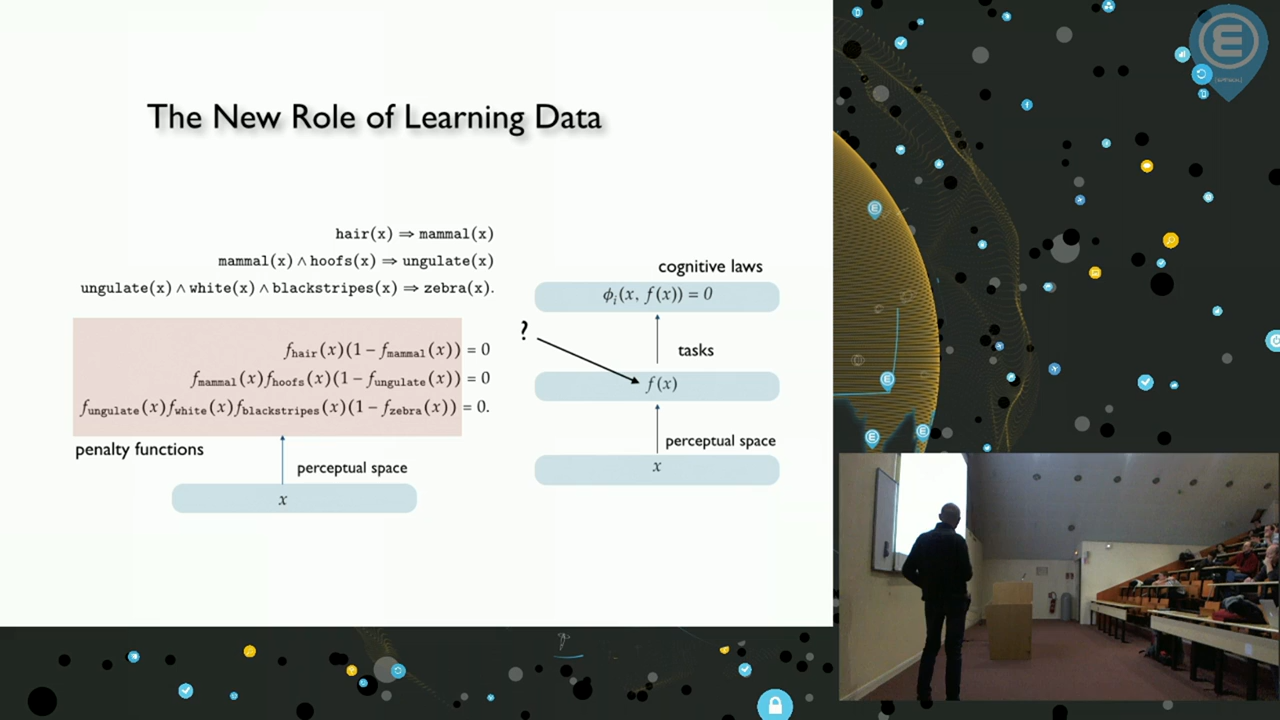 The New Role of Learning Data
hair(x) ⇒ mammal(x)
mammal(x) ∧ hoofs(x) ⇒ ungulate(x)
ungulate(x) ∧ white(x) ∧ blackstripes(x) ⇒ zebra(x).
f_hair(x)(1 − f_mammal(x)) = 0
f_mammal(x)f_hoofs(x)(1 − f_ungulate(x)) = 0
f_ungulate(x)f_white(x)f_blackstripes(x)(1 − f_zebra(x)) = 0.
penalty functions
perceptual space
x
cognitive laws
ϕ_i(x, f(x)) = 0
?
tasks
f(x)
perceptual space
x